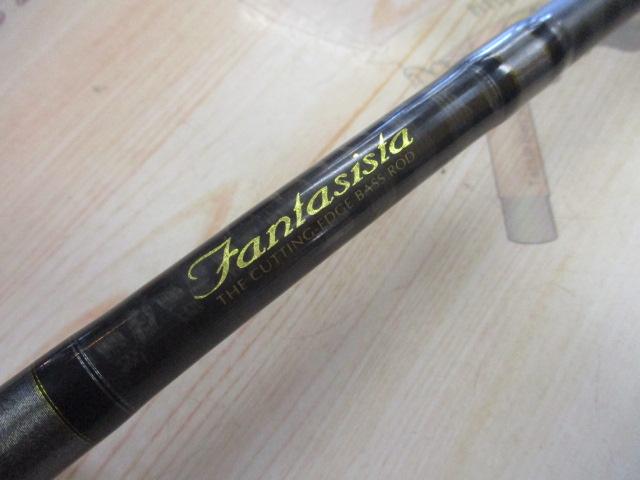 Fantasista
THE CUTTING-EDGE BASS ROD